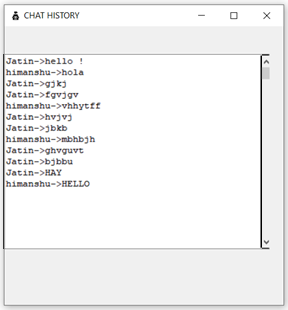 CHAT HISTORY
Jatin->hello !
himanshu->hola
Jatin->gjkj
Jatin->fgvjgv
himanshu->vhhytff
Jatin->hvjvj
Jatin->jbkb
himanshu->mbhbjh
Jatin->ghvguvt
Jatin->bjbbu
Jatin->HAY
himanshu->HELLO